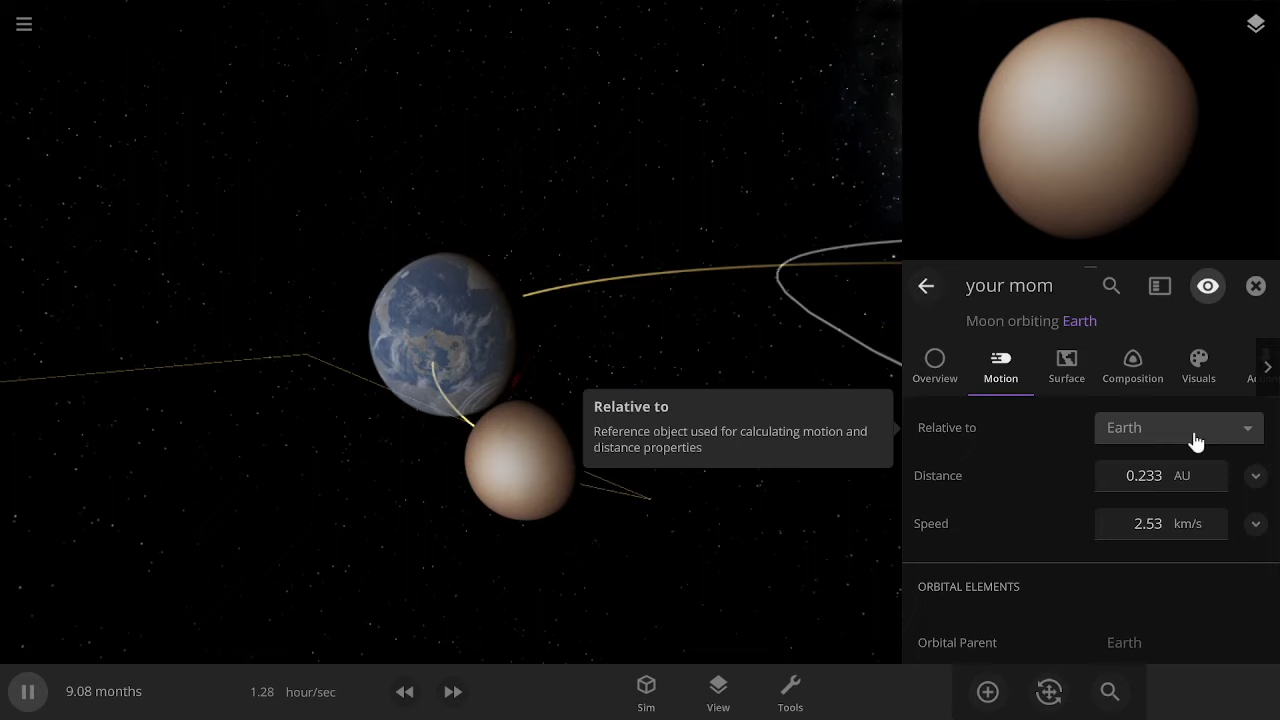 your mom
Moon orbiting Earth
Overview
Motion
Surface
Composition
Visuals
Relative to
Reference object used for calculating motion and
distance properties
Relative to
Earth
Distance
0.233 AU
Speed
2.53 km/s
ORBITAL ELEMENTS
Orbital Parent
Earth
9.08 months
1.28 hour/sec
Sim
View
Tools